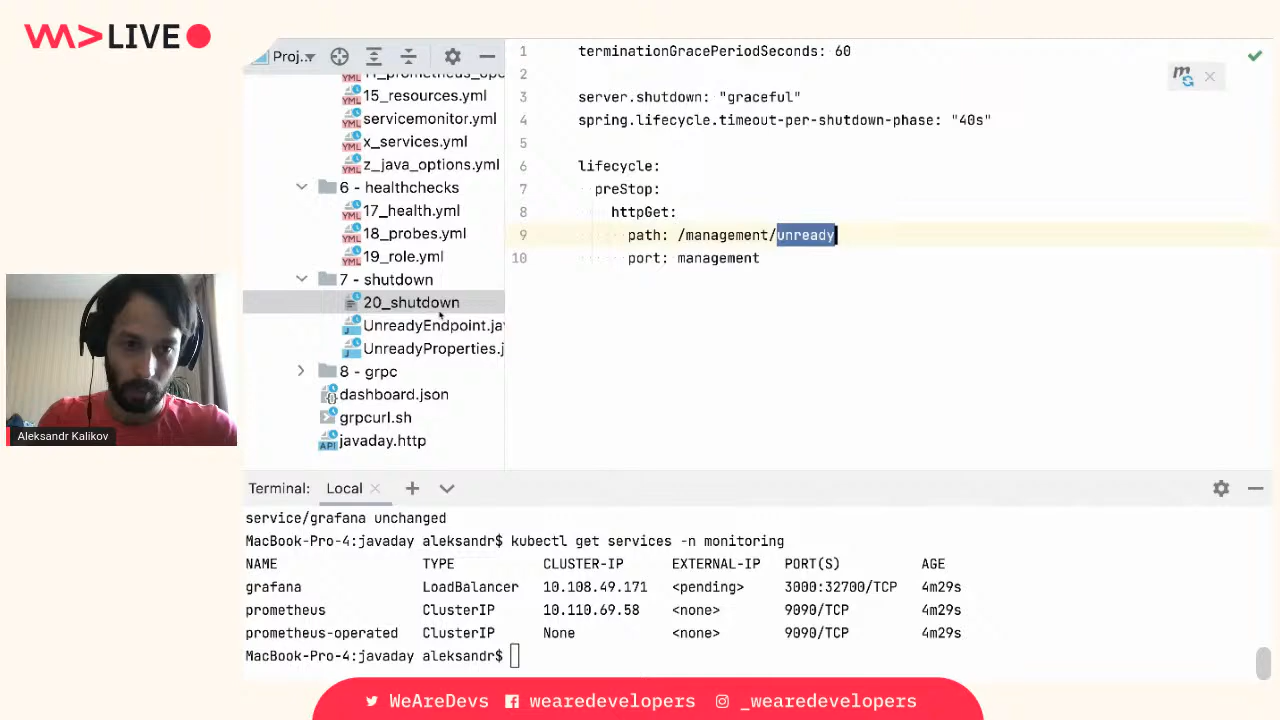 LIVE
Proj..
11_prometheus_ope
15_resources.yml
servicemonitor.yml
x_services.yml
z_java_options.yml
6 - healthchecks
17_health.yml
18_probes.yml
19_role.yml
7 - shutdown
20_shutdown
UnreadyEndpoint.jav
UnreadyProperties.j
8 - grpc
dashboard.json
grpcurl.sh
javaday.http
1 terminationGracePeriodSeconds: 60
2
3 server.shutdown: "graceful"
4 spring.lifecycle.timeout-per-shutdown-phase: "40s"
5
6 lifecycle:
7 preStop:
8 httpGet:
9 path: /management/unready
10 port: management
Aleksandr Kalikov
Terminal: Local
service/grafana unchanged
MacBook-Pro-4:javaday aleksandr$ kubectl get services -n monitoring
NAME TYPE CLUSTER-IP EXTERNAL-IP PORT(S) AGE
grafana LoadBalancer 10.108.49.171 <pending> 3000:32700/TCP 4m29s
prometheus ClusterIP 10.110.69.58 <none> 9090/TCP 4m29s
prometheus-operated ClusterIP None <none> 9090/TCP 4m29s
MacBook-Pro-4:javaday aleksandr$
WeAreDevs wearedevelopers _wearedevelopers